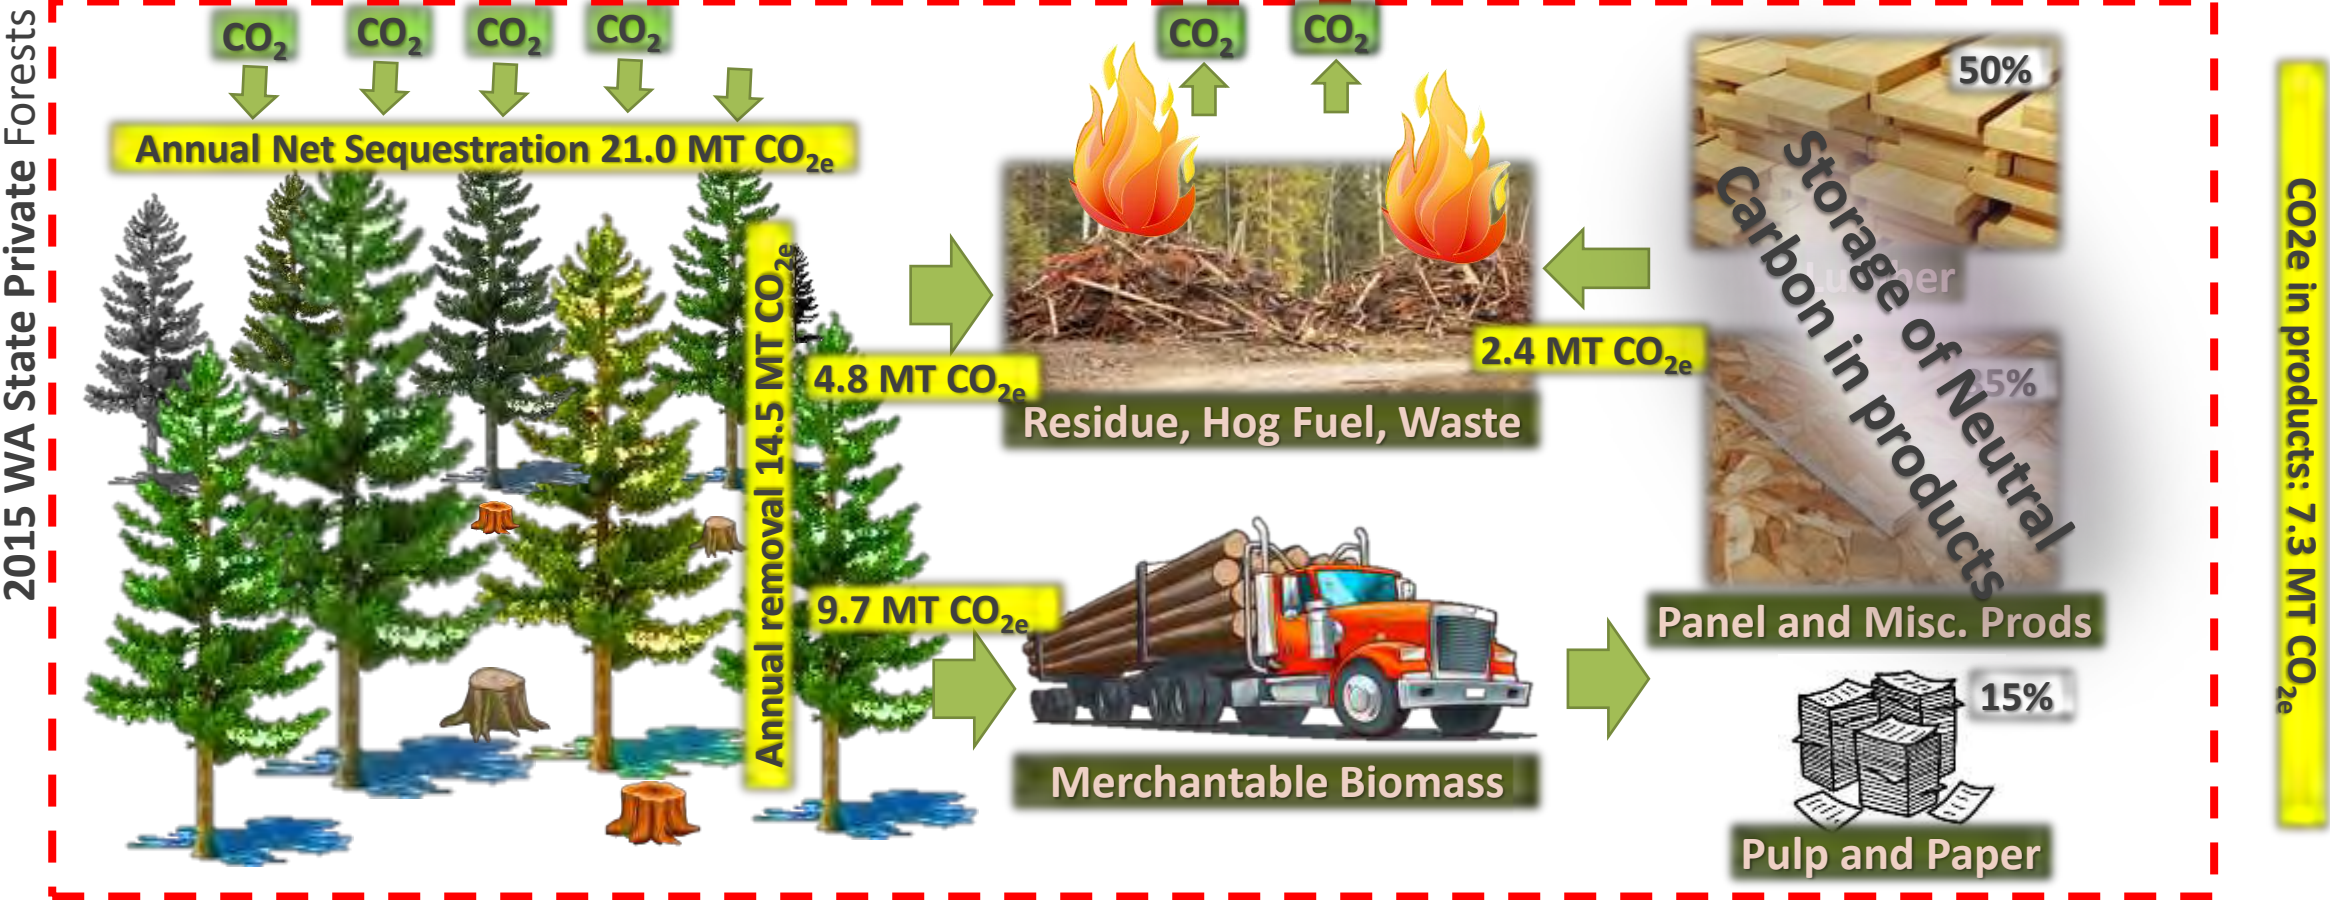 2015 WA State Private Forests
CO2
CO2
CO2
CO2
CO2
CO2
Annual Net Sequestration 21.0 MT CO2e
Annual removal 14.5 MT CO2e
4.8 MT CO2e
2.4 MT CO2e
Residue, Hog Fuel, Waste
9.7 MT CO2e
Merchantable Biomass
50%
Lumber
Storage of Neutral
Carbon in products
35%
Panel and Misc. Prods
15%
Pulp and Paper
CO2e in products: 7.3 MT CO2e